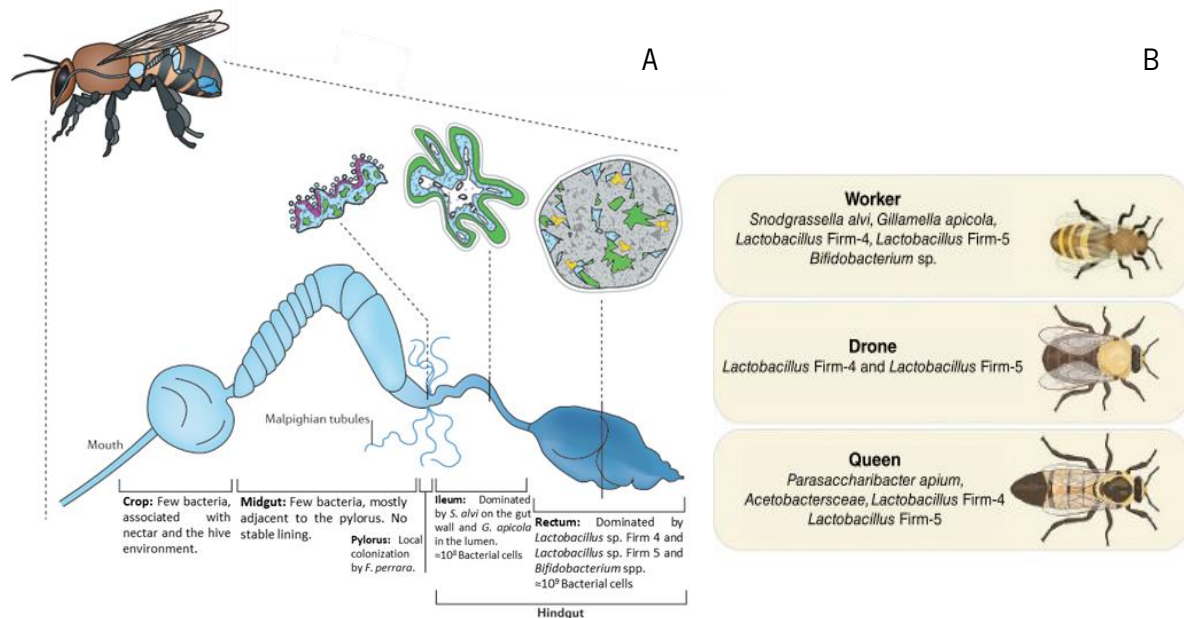 A
Mouth
Malpighian tubules
Crop: Few bacteria,
associated with
nectar and the hive
environment.
Midgut: Few bacteria, mostly
adjacent to the pylorus. No
stable lining.
Pylorus: Local
colonization
by F. perrara.
Ileum: Dominated
by S. alvi on the gut
wall and G. apicola
in the lumen.
≈10⁸ Bacterial cells
Rectum: Dominated by
Lactobacillus sp. Firm 4 and
Lactobacillus sp. Firm 5 and
Bifidobacterium spp.
≈10⁹ Bacterial cells
Hindgut
B
Worker
Snodgrassella alvi, Gillamella apicola,
Lactobacillus Firm-4, Lactobacillus Firm-5
Bifidobacterium sp.
Drone
Lactobacillus Firm-4 and Lactobacillus Firm-5
Queen
Parasaccharibacter apium,
Acetobactersceae, Lactobacillus Firm-4
Lactobacillus Firm-5